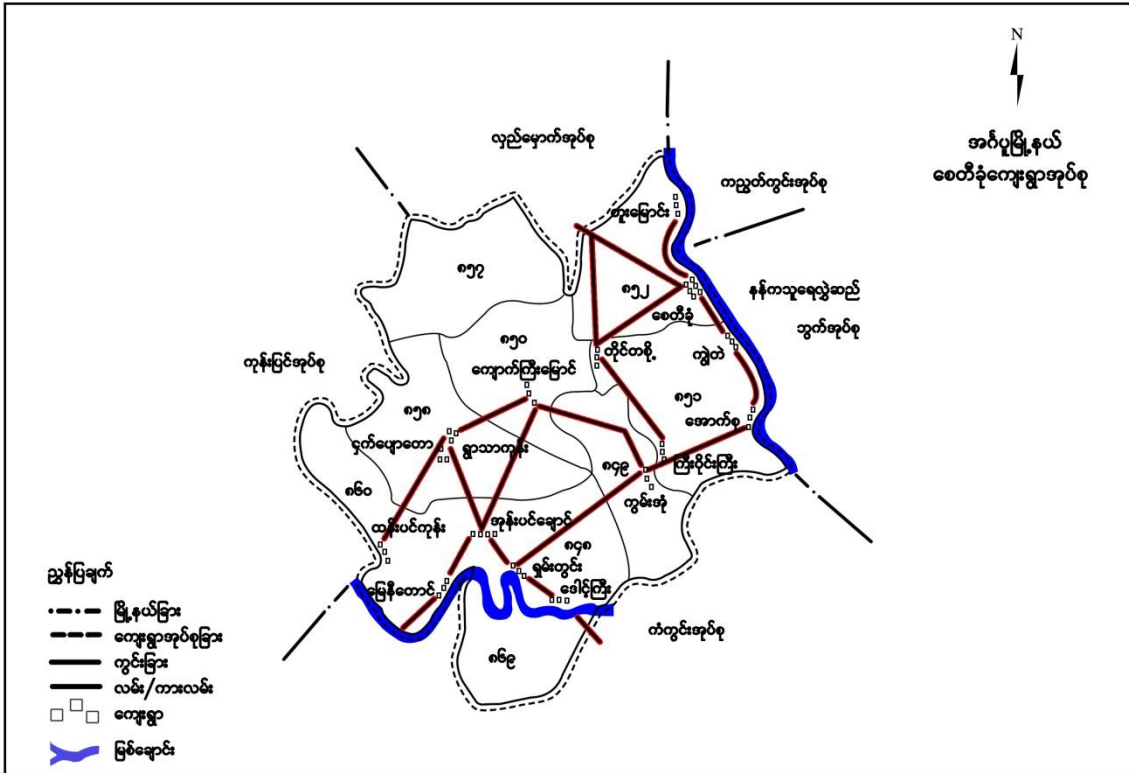 N
အင်္ဂပူမြို့နယ်
စေတီခုံကျေးရွာအုပ်စု
လှည်မှောက်အုပ်စု
ကညွတ်ကွင်းအုပ်စု
တူးမြောင်း
၈၅၇
၈၅၂
နန်ကသူရေလွှဲဆည်
စေတီခုံ
ဘွက်အုပ်စု
၈၅၀
တိုင်တစို့
ကျွဲတဲ
ကုန်းပြင်အုပ်စု
ကျောက်ကြီးမြောင်
၈၅၁
၈၅၈
အောက်စု
ငှက်ပျောတော
ရွာသာကုန်း
၈၄၉
ကြီးပိုင်းကြီး
၈၆၀
ကွမ်းအုံ
ထန်းပင်ကုန်း
အုန်းပင်ချောင်
၈၄၈
ရှမ်းတွင်း
မြေနီတောင်
ဒေါင့်ကြီး
ကံကွင်းအုပ်စု
၈၆၉
ညွှန်ပြချက်
မြို့နယ်ခြား
ကျေးရွာအုပ်စုခြား
ကွင်းခြား
လမ်း/ကားလမ်း
ကျေးရွာ
မြစ်ချောင်း